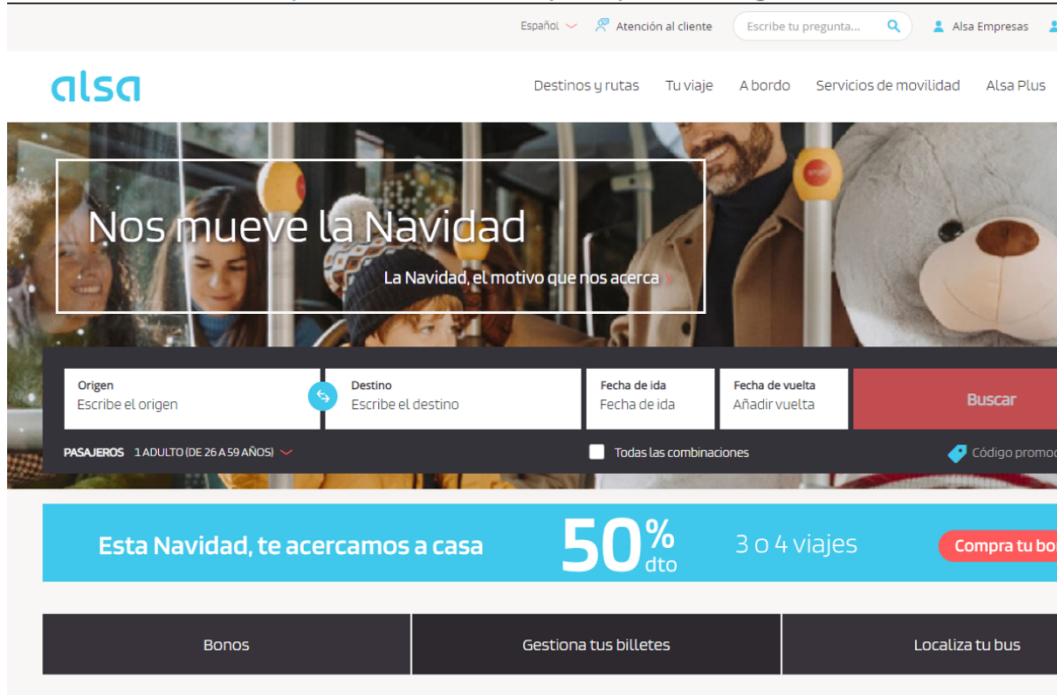 Español
Atención al cliente
Escribe tu pregunta...
Alsa Empresas
alsa
Destinos y rutas
Tu viaje
A bordo
Servicios de movilidad
Alsa Plus
Nos mueve la Navidad
La Navidad, el motivo que nos acerca
Origen
Escribe el origen
Destino
Escribe el destino
Fecha de ida
Fecha de ida
Fecha de vuelta
Añadir vuelta
Buscar
PASAJEROS 1 ADULTO (DE 26 A 59 AÑOS)
Todas las combinaciones
Código promoc
Esta Navidad, te acercamos a casa
50% dto
3 o 4 viajes
Compra tu bo
Bonos
Gestiona tus billetes
Localiza tu bus